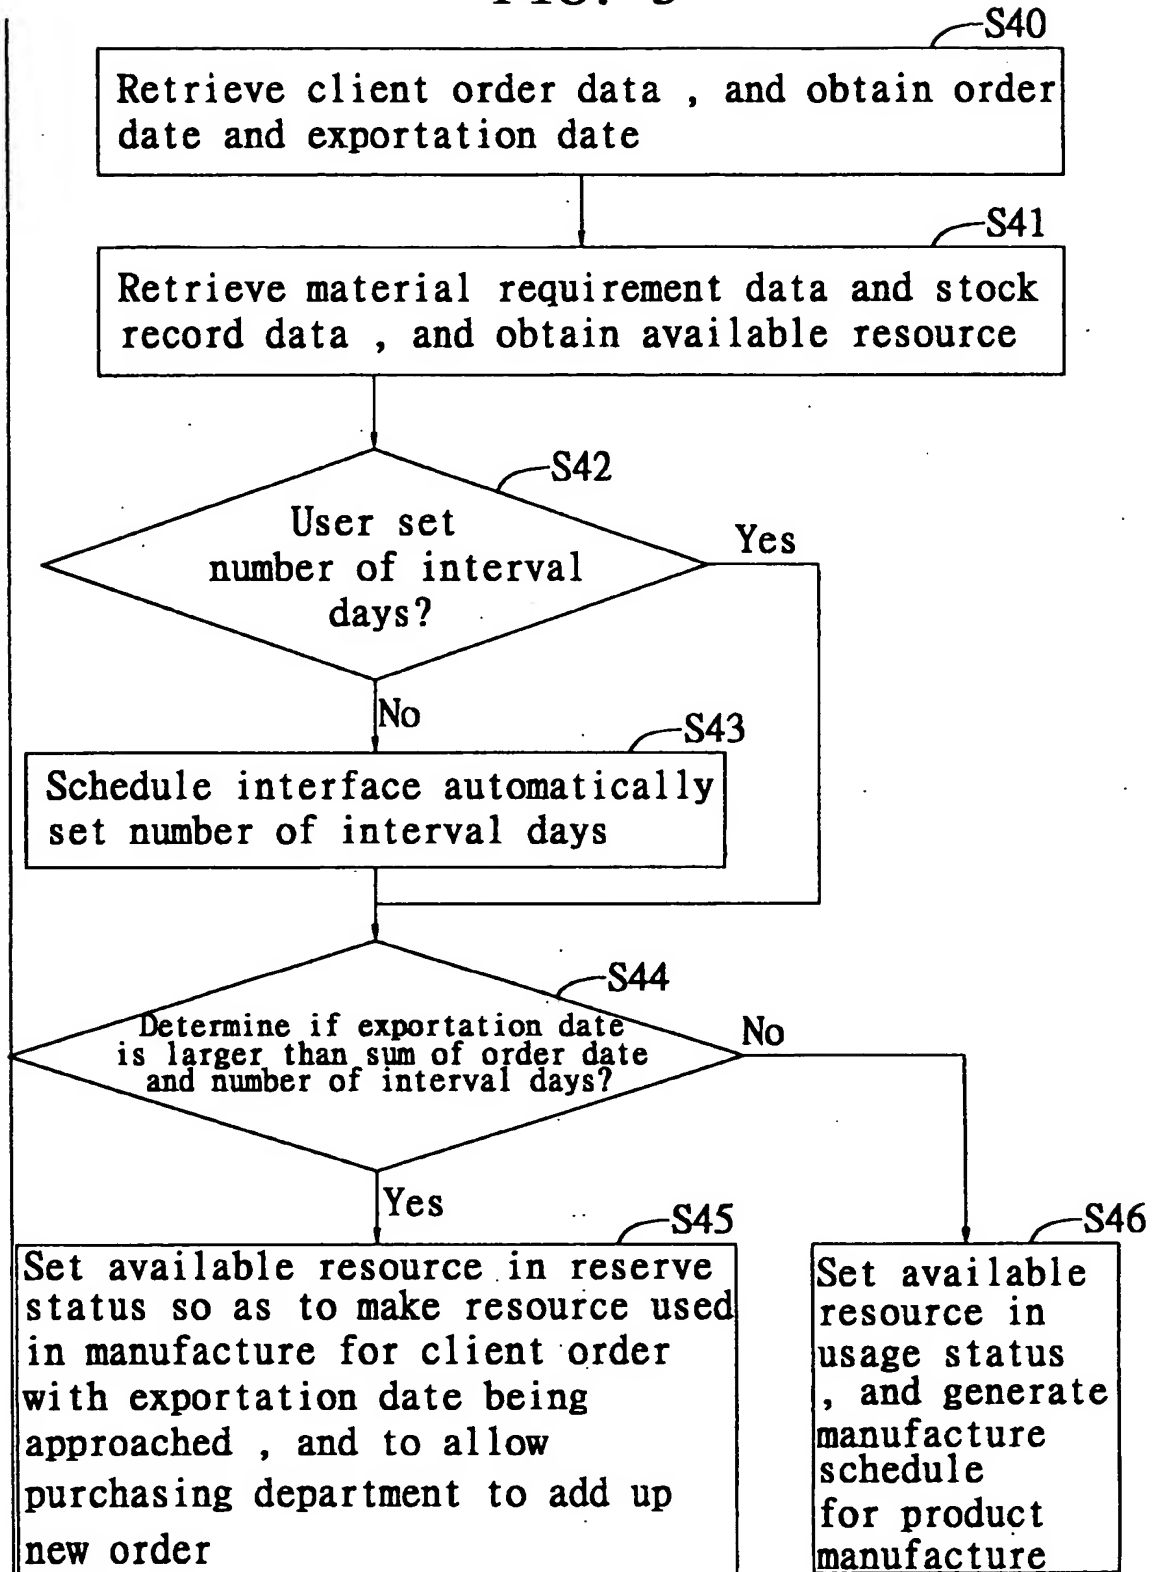 S40
Retrieve client order data , and obtain order
date and exportation date
S41
Retrieve material requirement data and stock
record data , and obtain available resource
S42
User set
number of interval
days?
Yes
No
S43
Schedule interface automatically
set number of interval days
S44
Determine if exportation date
is larger than sum of order date
and number of interval days?
No
Yes
S45
Set available resource in reserve
status so as to make resource used
in manufacture for client order
with exportation date being
approached , and to allow
purchasing department to add up
new order
S46
Set available
resource in
usage status
, and generate
manufacture
schedule
for product
manufacture